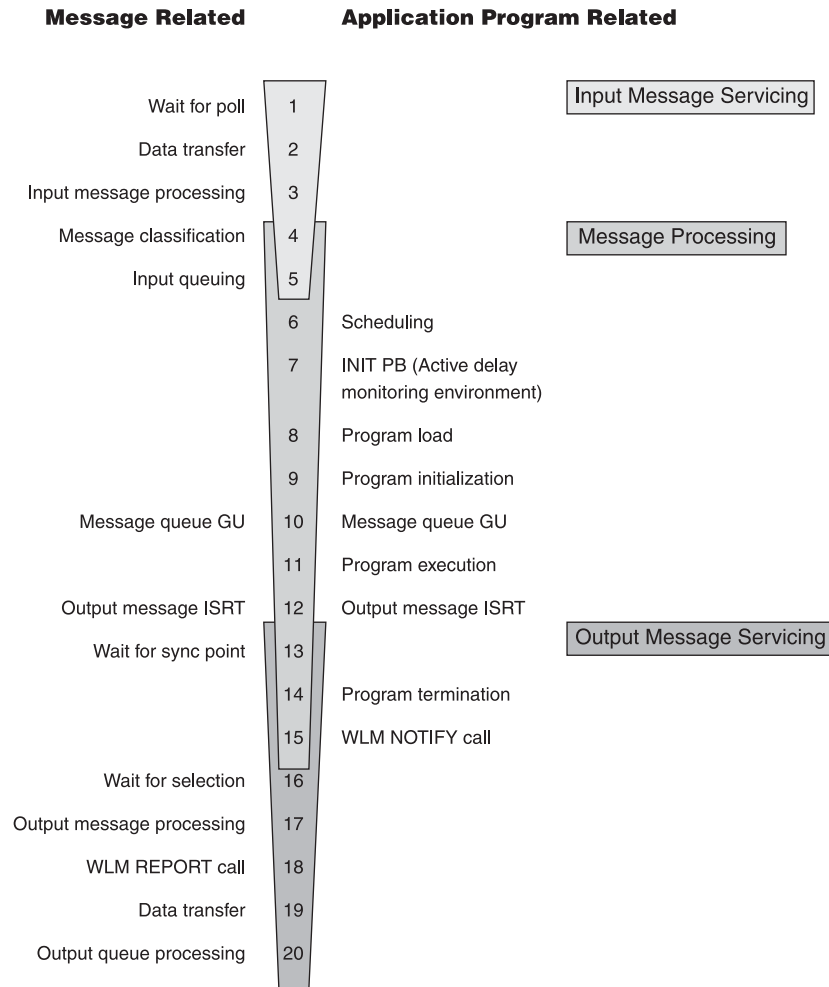 Message Related Application Program Related
Wait for poll 1 Input Message Servicing
Data transfer 2
Input message processing 3
Message classification 4 Message Processing
Input queuing 5
6 Scheduling
7 INIT PB (Active delay
monitoring environment)
8 Program load
9 Program initialization
Message queue GU 10 Message queue GU
11 Program execution
Output message ISRT 12 Output message ISRT
Wait for sync point 13 Output Message Servicing
14 Program termination
15 WLM NOTIFY call
Wait for selection 16
Output message processing 17
WLM REPORT call 18
Data transfer 19
Output queue processing 20